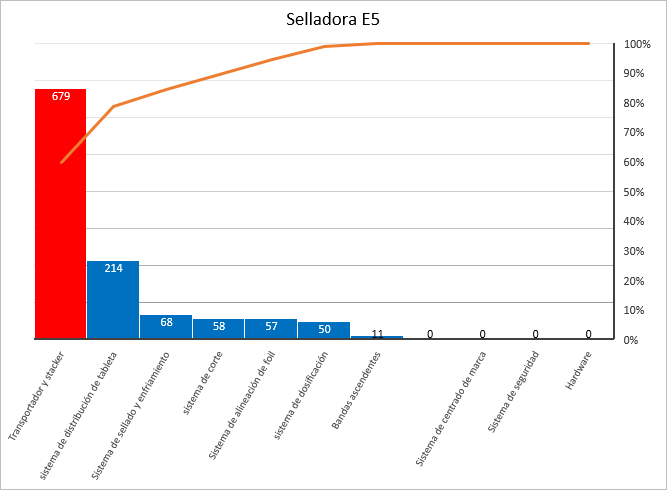 Selladora E5
100%
90%
80%
70%
60%
50%
40%
30%
20%
10%
0%
679
214
68
58
57
50
11
0
0
0
0
Transportador y stacker
sistema de distribución de tableta
Sistema de sellado y enfriamiento
sistema de corte
Sistema de alineación de foil
sistema de dosificación
Bandas ascendentes
Sistema de centrado de marca
Sistema de seguridad
Hardware